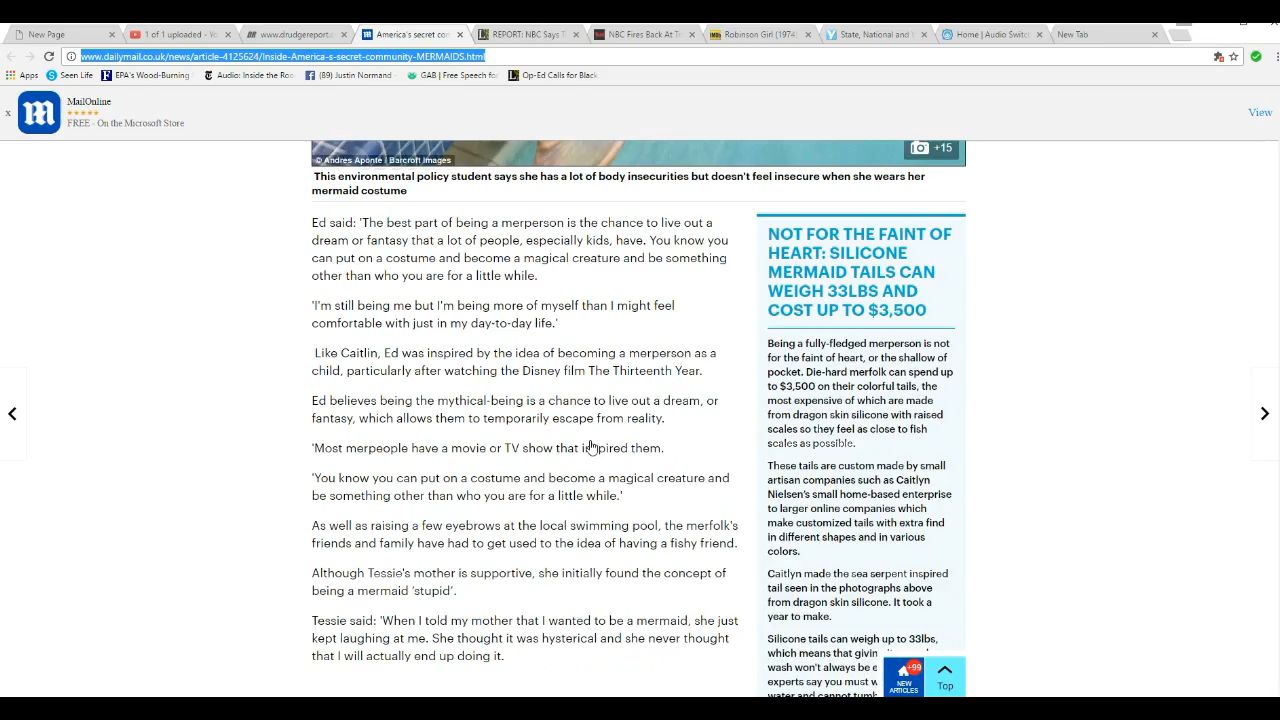 New Page
1 of 1 uploaded - Yo
www.drudgereport.c
America's secret con
REPORT: NBC Says T
NBC Fires Back At T
Robinson Girl (1974)
State, National and
Home | Audio Switc
New Tab
www.dailymail.co.uk/news/article-4125624/Inside-America-s-secret-community-MERMAIDS.html
Apps
Seen Life
EPA's Wood-Burning
Audio: Inside the Ro
(89) Justin Normand
GAB | Free Speech fo
Op-Ed Calls for Black
x
m
MailOnline
FREE - On the Microsoft Store
View
© Andres Aponte / Barcroft Images
+15
This environmental policy student says she has a lot of body insecurities but doesn't feel insecure when she wears her
mermaid costume
Ed said: 'The best part of being a merperson is the chance to live out a
dream or fantasy that a lot of people, especially kids, have. You know you
can put on a costume and become a magical creature and be something
other than who you are for a little while.
'I'm still being me but I'm being more of myself than I might feel
comfortable with just in my day-to-day life.'
Like Caitlin, Ed was inspired by the idea of becoming a merperson as a
child, particularly after watching the Disney film The Thirteenth Year.
Ed believes being the mythical-being is a chance to live out a dream, or
fantasy, which allows them to temporarily escape from reality.
'Most merpeople have a movie or TV show that inspired them.
'You know you can put on a costume and become a magical creature and
be something other than who you are for a little while.'
As well as raising a few eyebrows at the local swimming pool, the merfolk's
friends and family have had to get used to the idea of having a fishy friend.
Although Tessie's mother is supportive, she initially found the concept of
being a mermaid 'stupid'.
Tessie said: 'When I told my mother that I wanted to be a mermaid, she just
kept laughing at me. She thought it was hysterical and she never thought
that I will actually end up doing it.
NOT FOR THE FAINT OF
HEART: SILICONE
MERMAID TAILS CAN
WEIGH 33LBS AND
COST UP TO $3,500
Being a fully-fledged merperson is not
for the faint of heart, or the shallow of
pocket. Die-hard merfolk can spend up
to $3,500 on their colorful tails, the
most expensive of which are made
from dragon skin silicone with raised
scales so they feel as close to fish
scales as possible.
These tails are custom made by small
artisan companies such as Caitlyn
Nielsen's small home-based enterprise
to larger online companies which
make customized tails with extra find
in different shapes and in various
colors.
Caitlyn made the sea serpent inspired
tail seen in the photographs above
from dragon skin silicone. It took a
year to make.
Silicone tails can weigh up to 33lbs,
which means that givin
wash won't always be e
experts say you must w
water and cannot tumb
+99
NEW
ARTICLES
Top